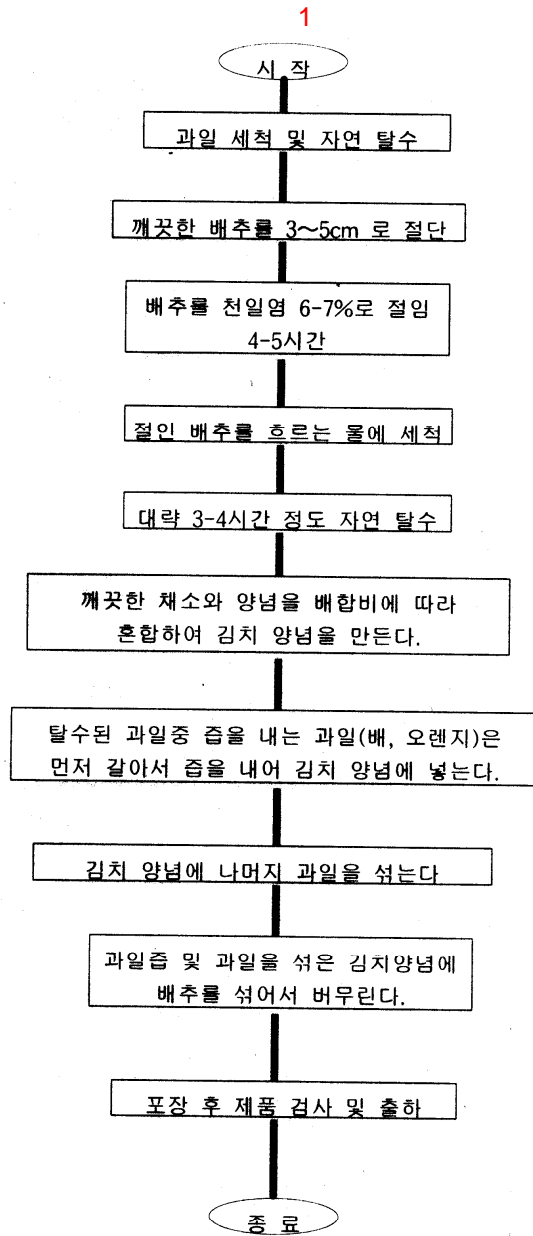 1
시 작
과일 세척 및 자연 탈수
깨끗한 배추를 3~5cm 로 절단
배추를 천일염 6-7%로 절임
4-5시간
절인 배추를 흐르는 물에 세척
대략 3-4시간 정도 자연 탈수
깨끗한 채소와 양념을 배합비에 따라
혼합하여 김치 양념을 만든다.
탈수된 과일중 즙을 내는 과일(배, 오렌지)은
먼저 갈아서 즙을 내어 김치 양념에 넣는다.
김치 양념에 나머지 과일을 섞는다
과일즙 및 과일을 섞은 김치양념에
배추를 섞어서 버무린다.
포장 후 제품 검사 및 출하
종 료